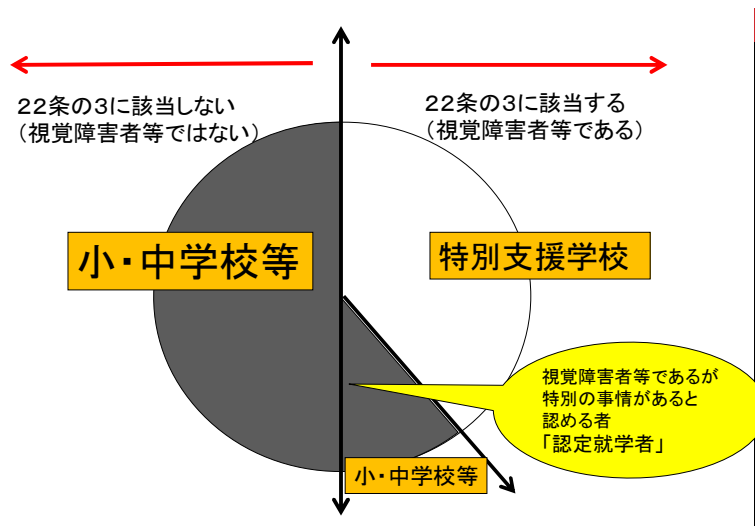 22条の3に該当しない
（視覚障害者等ではない）
22条の3に該当する
（視覚障害者等である）
小・中学校等
特別支援学校
視覚障害者等であるが
特別の事情があると
認める者
「認定就学者」
小・中学校等